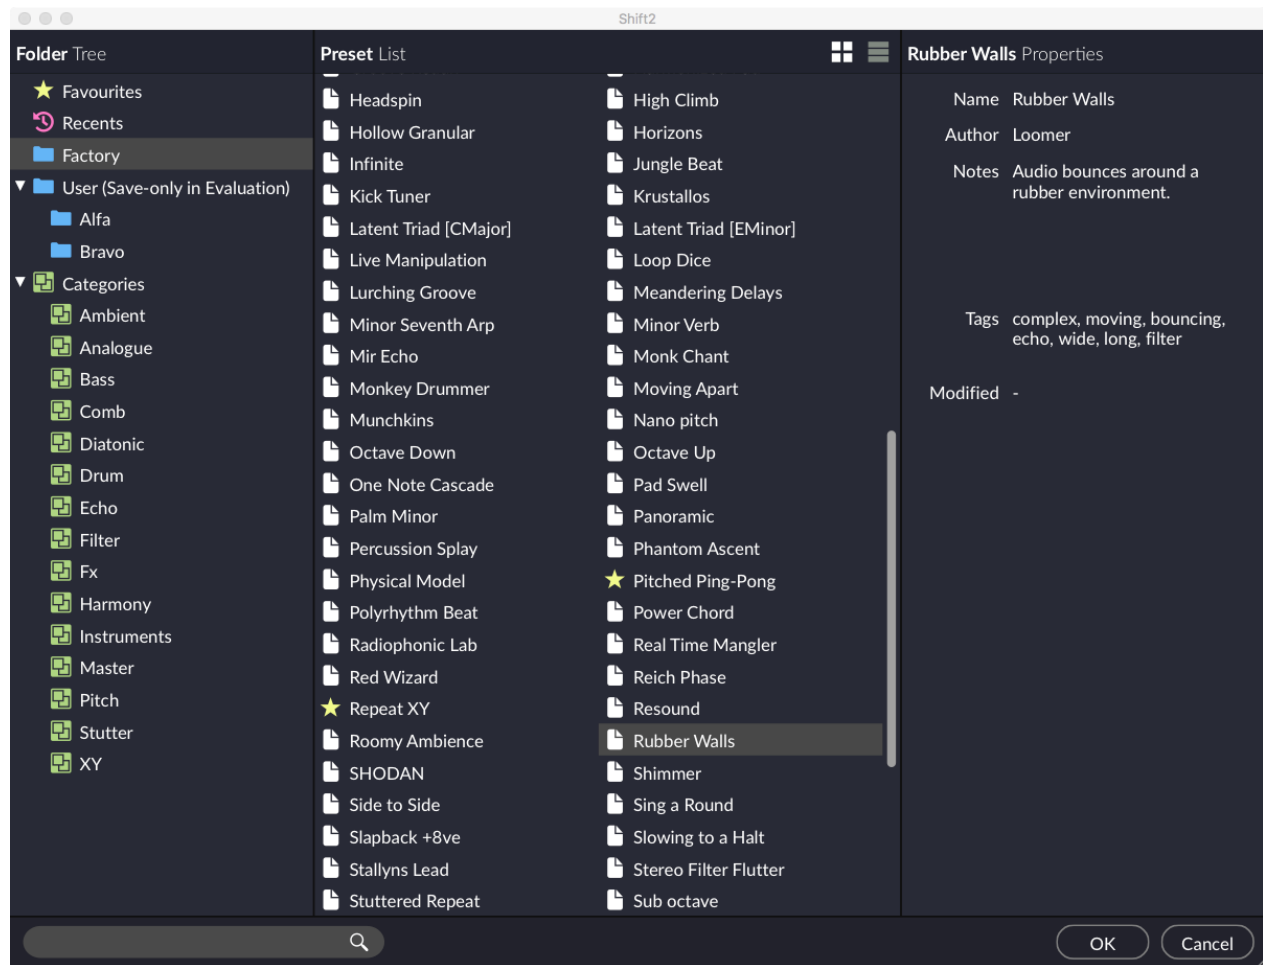 Shift2
Folder Tree
Favourites
Recents
Factory
User (Save-only in Evaluation)
Alfa
Bravo
Categories
Ambient
Analogue
Bass
Comb
Diatonic
Drum
Echo
Filter
Fx
Harmony
Instruments
Master
Pitch
Stutter
XY
Preset List
Headspin High Climb
Hollow Granular Horizons
Infinite Jungle Beat
Kick Tuner Krustallos
Latent Triad [CMajor] Latent Triad [EMinor]
Live Manipulation Loop Dice
Lurching Groove Meandering Delays
Minor Seventh Arp Minor Verb
Mir Echo Monk Chant
Monkey Drummer Moving Apart
Munchkins Nano pitch
Octave Down Octave Up
One Note Cascade Pad Swell
Palm Minor Panoramic
Percussion Splay Phantom Ascent
Physical Model Pitched Ping-Pong
Polyrhythm Beat Power Chord
Radiophonic Lab Real Time Mangler
Red Wizard Reich Phase
Repeat XY Resound
Roomy Ambience Rubber Walls
SHODAN Shimmer
Side to Side Sing a Round
Slapback +8ve Slowing to a Halt
Stallyns Lead Stereo Filter Flutter
Stuttered Repeat Sub octave
Rubber Walls Properties
Name Rubber Walls
Author Loomer
Notes Audio bounces around a
rubber environment.
Tags complex, moving, bouncing,
echo, wide, long, filter
Modified -
OK Cancel